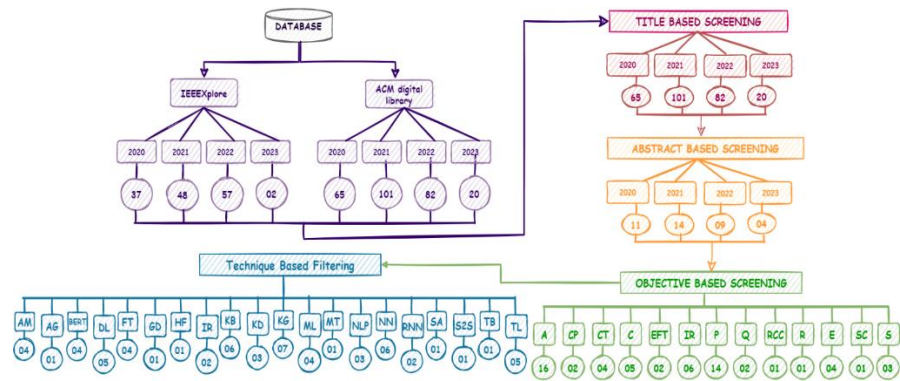 DATABASE
IEEEXplore
ACM digital
library
2020 2021 2022 2023
37 48 57 02
2020 2021 2022 2023
65 101 82 20
TITLE BASED SCREENING
2020 2021 2022 2023
65 101 82 20
ABSTRACT BASED SCREENING
2020 2021 2022 2023
11 14 09 04
OBJECTIVE BASED SCREENING
A CP CT C EFT IR P Q RCC R E SC S
16 02 04 05 02 06 14 02 01 01 04 01 03
Technique Based Filtering
AM AG BERT DL FT GD HF IR KB KD KG ML MT NLP NN RNN SA S2S TB TL
04 01 04 05 04 01 01 02 06 03 07 04 01 03 06 02 01 01 01 05